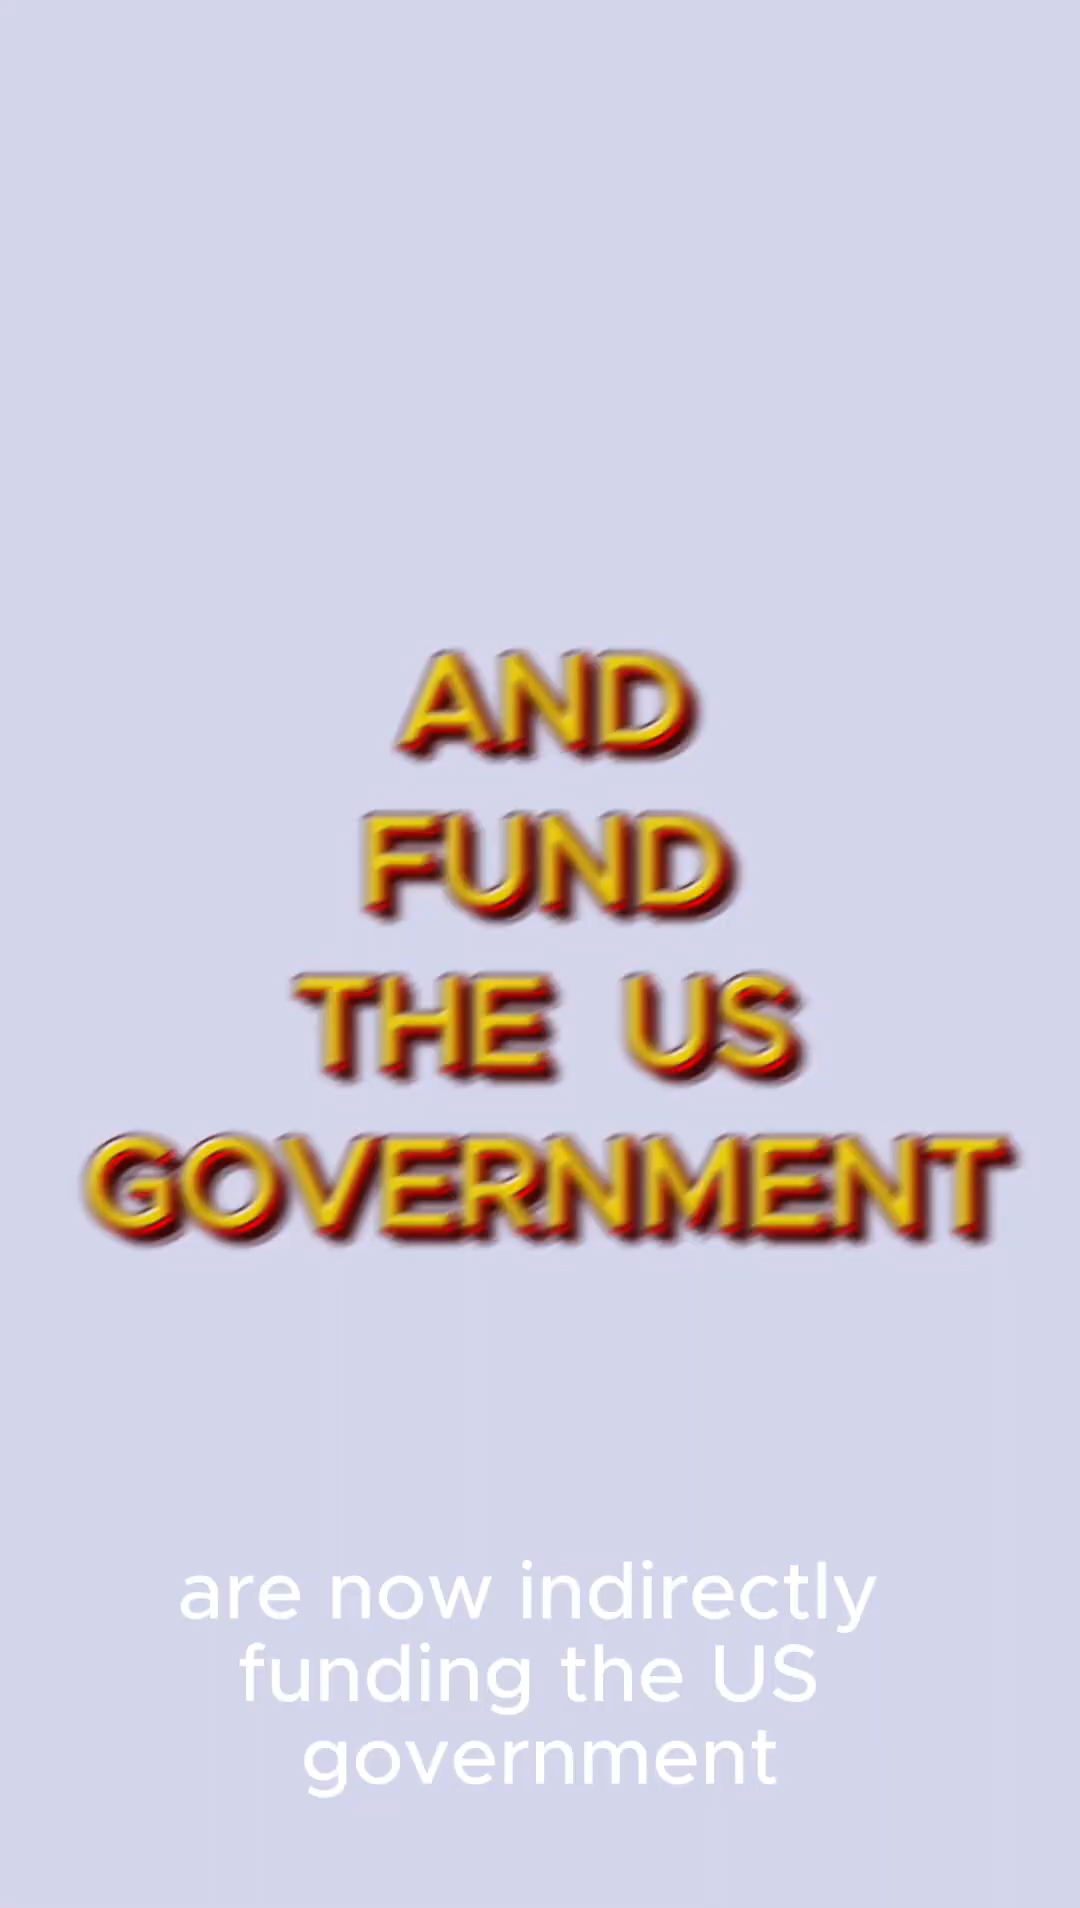 AND
FUND
THE US
GOVERNMENT
are now indirectly
funding the US
government